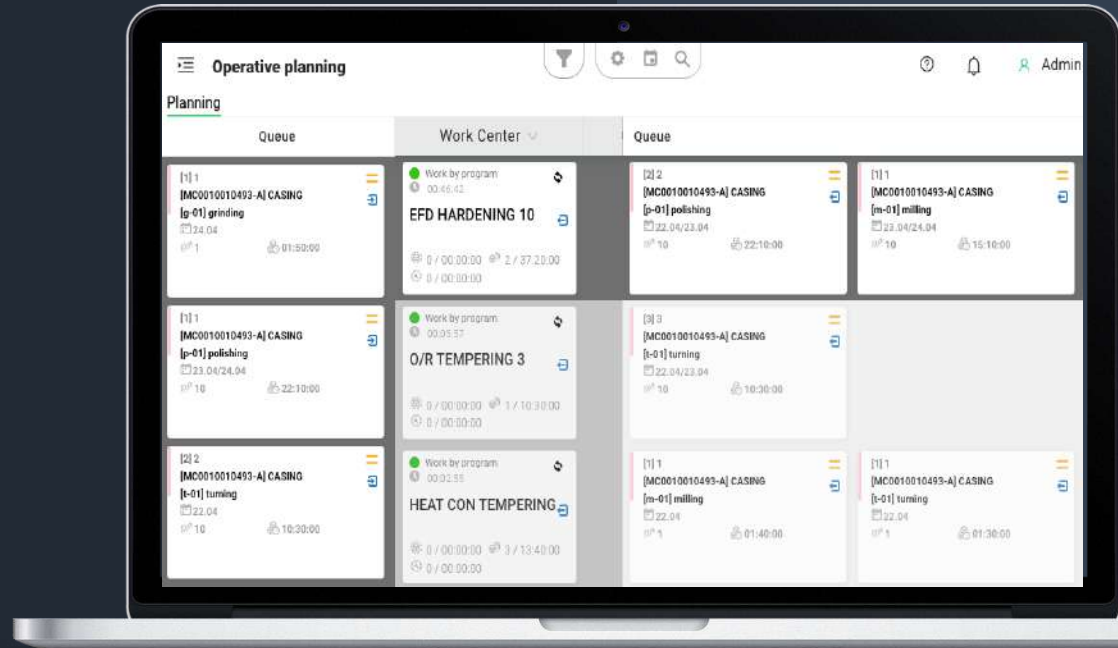 Operative planning
Admin
Planning
Queue
Work Center
Queue
[1] 1
[MC0010010493-A] CASING
[g-01] grinding
24.04
1
01:50:00
Work by program
00:46:42
EFD HARDENING 10
0 / 00:00:00 2 / 37:20:00
0 / 00:00:00
[2] 2
[MC0010010493-A] CASING
[p-01] polishing
22.04/23.04
10
22:10:00
[1] 1
[MC0010010493-A] CASING
[m-01] milling
23.04/24.04
10
15:10:00
[1] 1
[MC0010010493-A] CASING
[p-01] polishing
23.04/24.04
10
22:10:00
Work by program
O/R TEMPERING 3
0 / 00:00:00 1 / 10:30:00
0 / 00:00:00
[3] 3
[MC0010010493-A] CASING
[t-01] turning
22.04/23.04
10
10:30:00
[2] 2
[MC0010010493-A] CASING
[t-01] turning
22.04
10
10:30:00
Work by program
HEAT CON TEMPERING
0 / 00:00:00 3 / 13:40:00
0 / 00:00:00
[1] 1
[MC0010010493-A] CASING
[m-01] milling
22.04
1
01:40:00
[1] 1
[MC0010010493-A] CASING
[t-01] turning
22.04
1
01:30:00